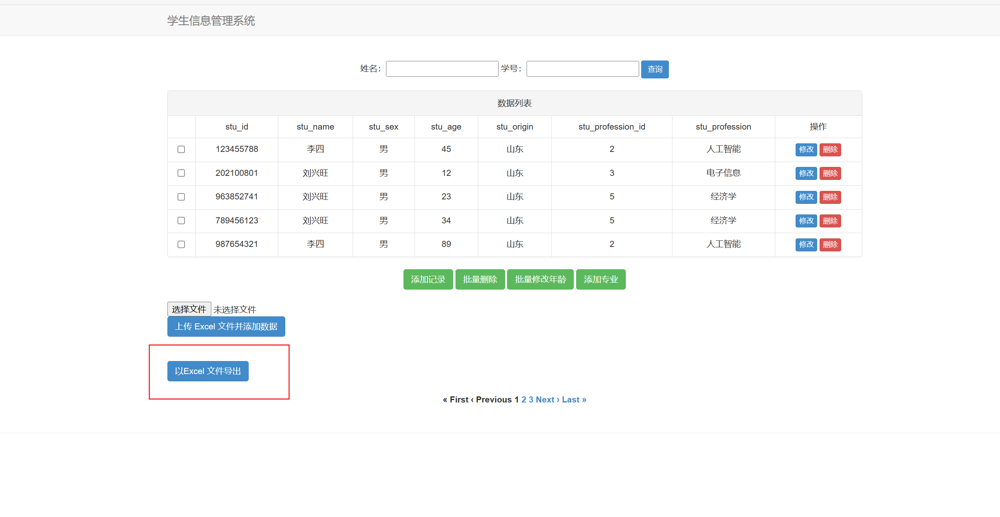 学生信息管理系统
姓名： 学号： 查询
数据列表
stu_id stu_name stu_sex stu_age stu_origin stu_profession_id stu_profession 操作
123455788 李四 男 45 山东 2 人工智能 修改 删除
202100801 刘兴旺 男 12 山东 3 电子信息 修改 删除
963852741 刘兴旺 男 23 山东 5 经济学 修改 删除
789456123 刘兴旺 男 34 山东 5 经济学 修改 删除
987654321 李四 男 89 山东 2 人工智能 修改 删除
添加记录 批量删除 批量修改年龄 添加专业
选择文件 未选择文件
上传 Excel 文件并添加数据
以Excel 文件导出
« First ‹ Previous 1 2 3 Next › Last »